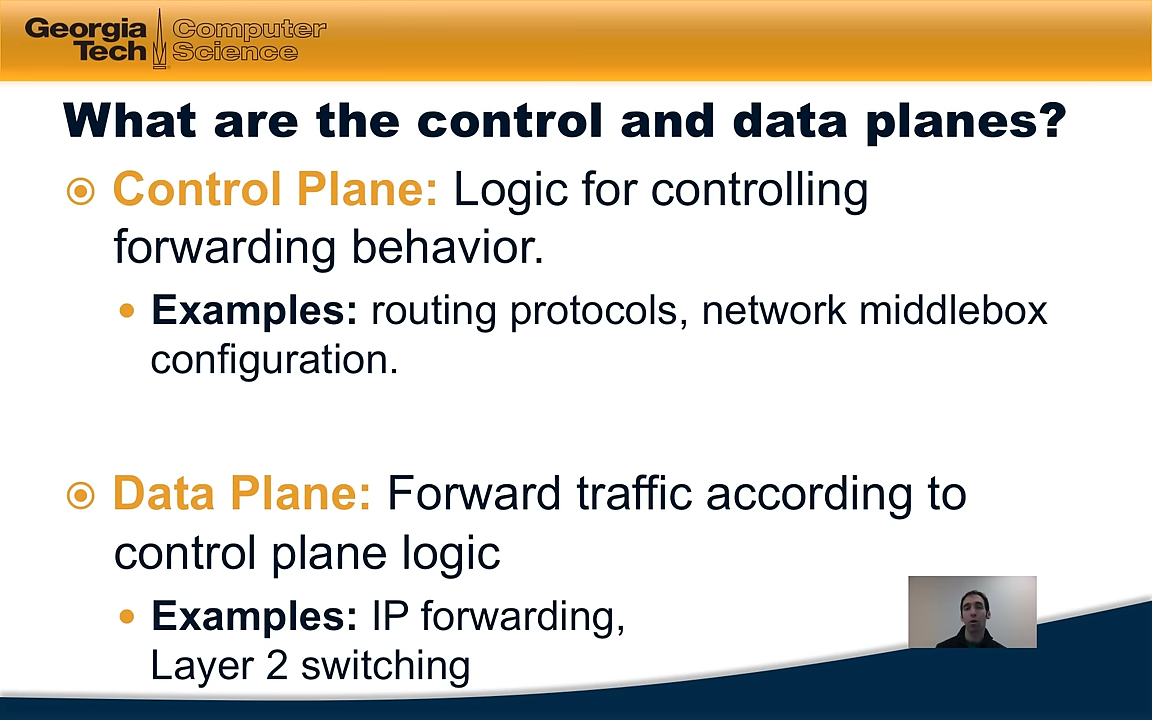 Georgia Tech
Computer Science
What are the control and data planes?
Control Plane: Logic for controlling
forwarding behavior.
Examples: routing protocols, network middlebox
configuration.
Data Plane: Forward traffic according to
control plane logic
Examples: IP forwarding,
Layer 2 switching